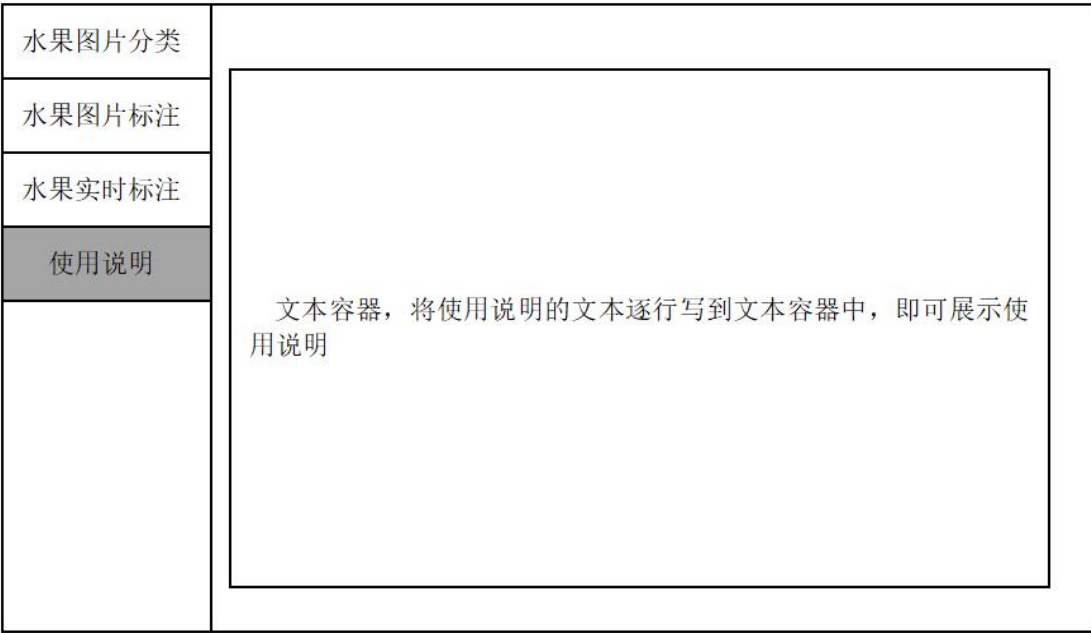 水果图片分类
水果图片标注
水果实时标注
使用说明
文本容器，将使用说明的文本逐行写到文本容器中，即可展示使
用说明